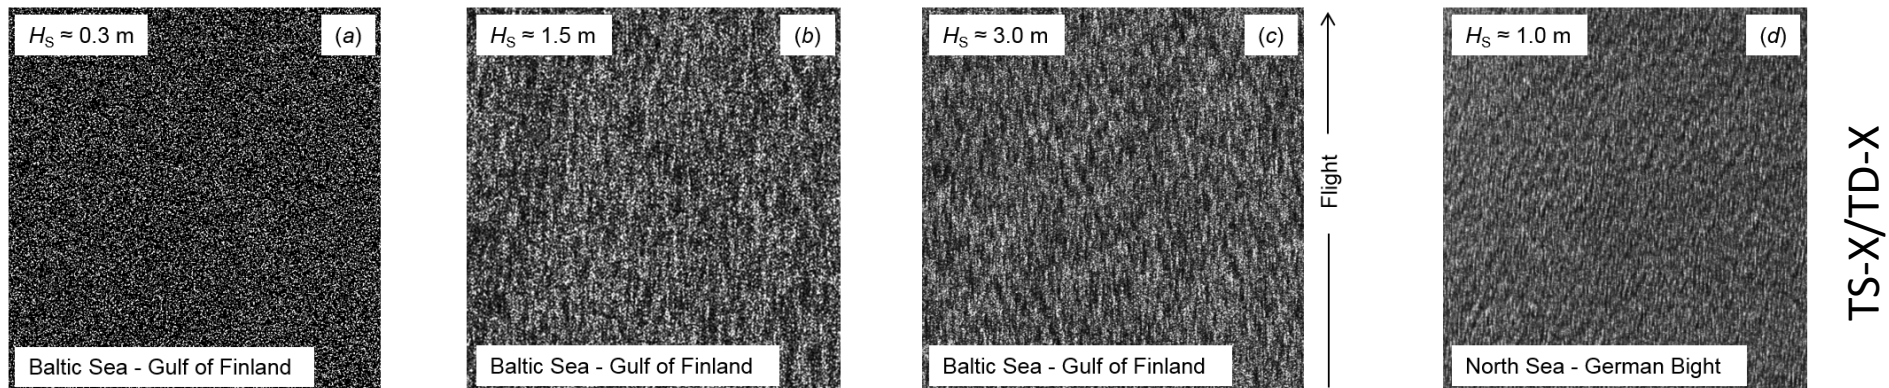 H_S ≈ 0.3 m
(a)
Baltic Sea - Gulf of Finland
H_S ≈ 1.5 m
(b)
Baltic Sea - Gulf of Finland
H_S ≈ 3.0 m
(c)
Baltic Sea - Gulf of Finland
Flight
H_S ≈ 1.0 m
(d)
North Sea - German Bight
TS-X/TD-X